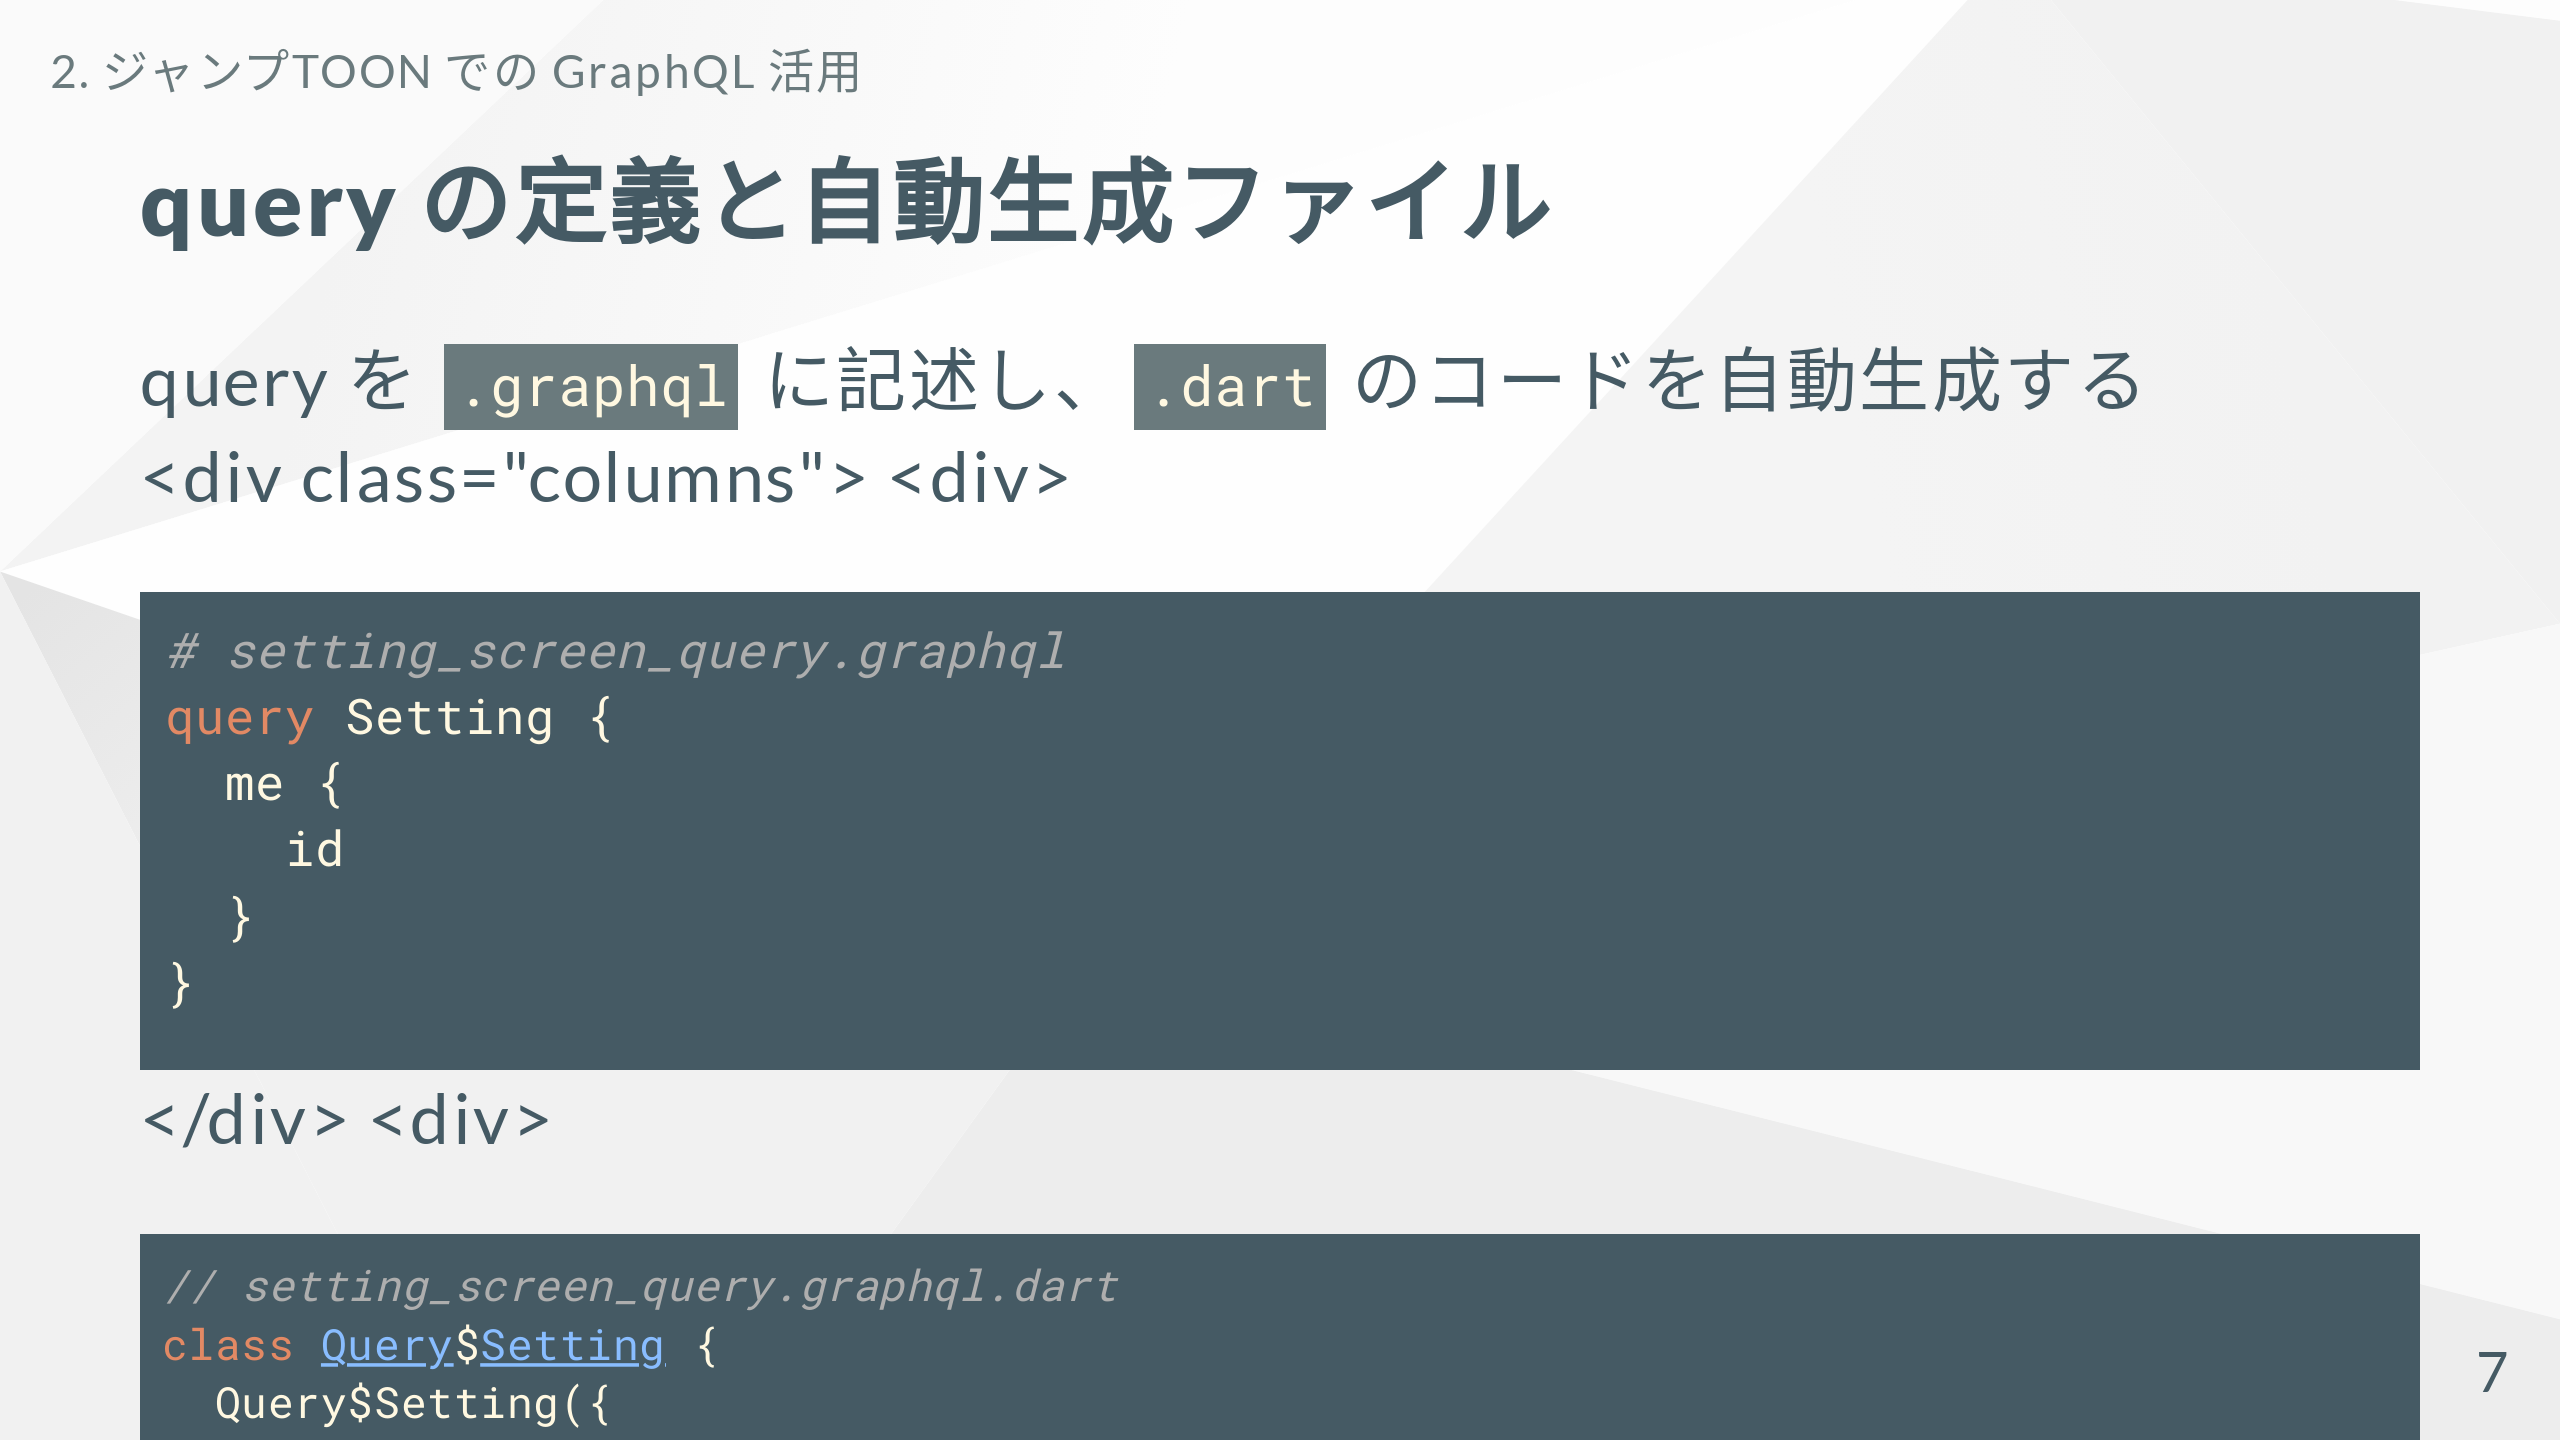 2. ジャンプTOON での GraphQL 活用
query の定義と自動生成ファイル
query を .graphql に記述し、 .dart のコードを自動生成する
<div class="columns"> <div>
# setting_screen_query.graphql
query Setting {
  me {
    id
  }
}
</div> <div>
// setting_screen_query.graphql.dart
class Query$Setting {
  Query$Setting({
7